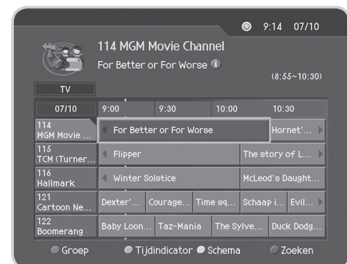 9:14 07/10
114 MGM Movie Channel
For Better or For Worse
(8:55~10:30)
TV
07/10 9:00 9:30 10:00 10:30
114 MGM Movie ... For Better or For Worse Hornet'...
115 TCM (Turner... Flipper The story of L...
116 Hallmark Winter Solstice McLeod's Daught...
121 Cartoon Ne... Dexter'... Courage... Time sq... Schaap i... Evil...
122 Boomerang Baby Loon... Taz-Mania The Sylve... Duck Dodg...
Groep Tijdindicator Schema Zoeken